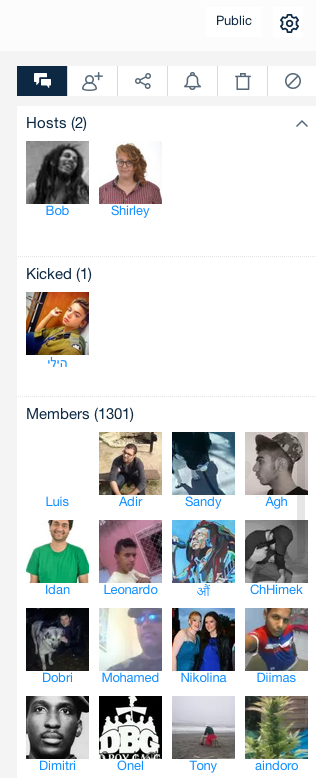 Public
Hosts (2)
Bob Shirley
Kicked (1)
הילי
Members (1301)
Luis Adir Sandy Agh
Idan Leonardo ॐ ChHimek
Dobri Mohamed Nikolina Diimas
DBG
Dimitri Onel Tony aindoro